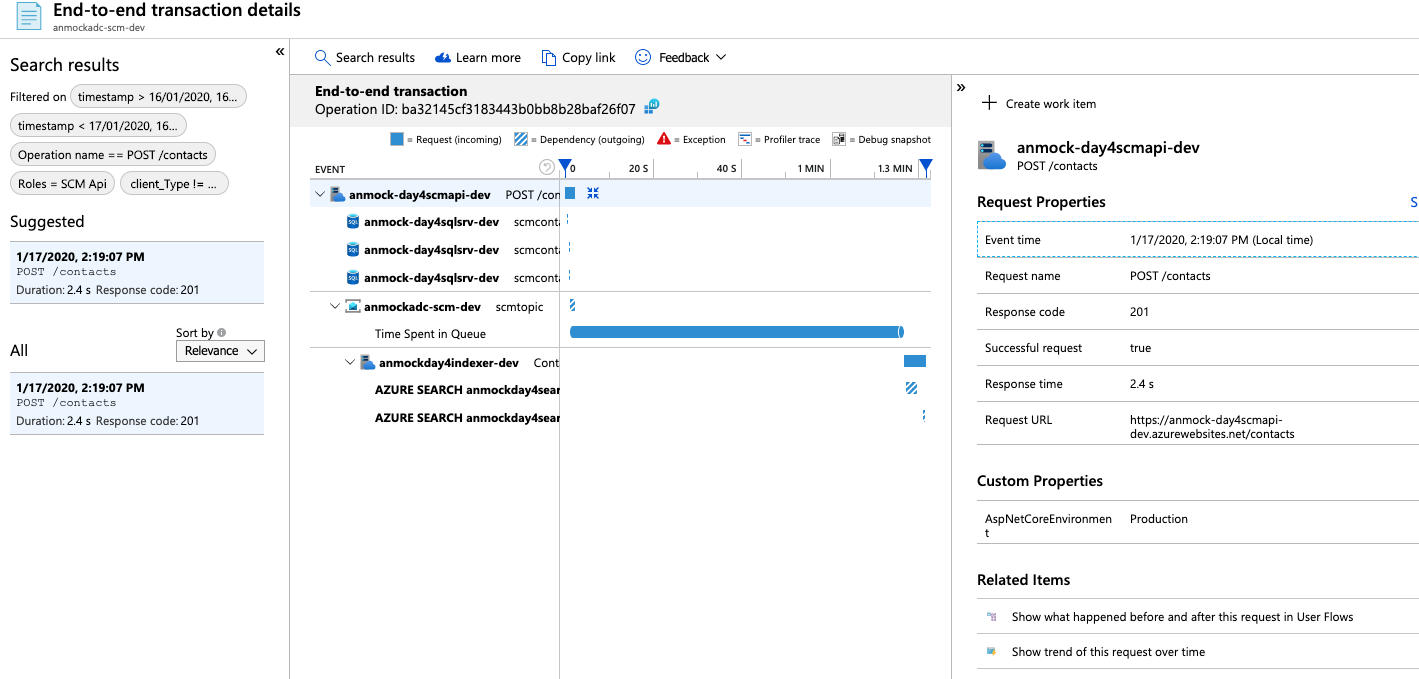 End-to-end transaction details
anmockadc-scm-dev
«
Search results
Filtered on timestamp > 16/01/2020, 16...
timestamp < 17/01/2020, 16...
Operation name == POST /contacts
Roles = SCM Api client_Type != ...
Suggested
1/17/2020, 2:19:07 PM
POST /contacts
Duration: 2.4 s Response code: 201
Sort by
All
Relevance
1/17/2020, 2:19:07 PM
POST /contacts
Duration: 2.4 s Response code: 201
Search results Learn more Copy link Feedback
End-to-end transaction
Operation ID: ba32145cf3183443b0bb8b28baf26f07
= Request (incoming) = Dependency (outgoing) = Exception = Profiler trace = Debug snapshot
EVENT 0 20 S 40 S 1 MIN 1.3 MIN
anmock-day4scmapi-dev POST /con
anmock-day4sqlsrv-dev scmconta
anmock-day4sqlsrv-dev scmconta
anmock-day4sqlsrv-dev scmconta
anmockadc-scm-dev scmtopic
Time Spent in Queue
anmockday4indexer-dev Cont
AZURE SEARCH anmockday4sear
AZURE SEARCH anmockday4sear
»
Create work item
anmock-day4scmapi-dev
POST /contacts
Request Properties S
Event time 1/17/2020, 2:19:07 PM (Local time)
Request name POST /contacts
Response code 201
Successful request true
Response time 2.4 s
Request URL https://anmock-day4scmapi-
dev.azurewebsites.net/contacts
Custom Properties
AspNetCoreEnvironmen Production
t
Related Items
Show what happened before and after this request in User Flows
Show trend of this request over time